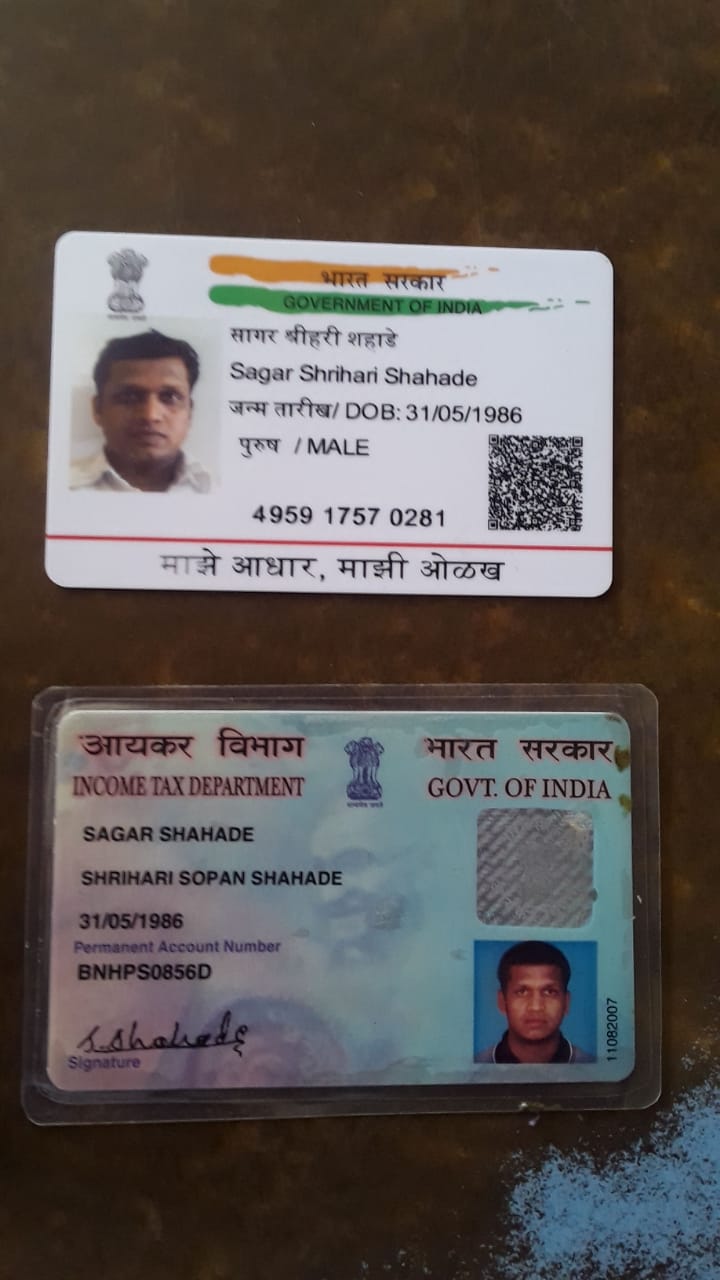 भारत सरकार
GOVERNMENT OF INDIA
सागर श्रीहरी शहाडे
Sagar Shrihari Shahade
जन्म तारीख/ DOB: 31/05/1986
पुरुष / MALE
4959 1757 0281
माझे आधार, माझी ओळख
आयकर विभाग
INCOME TAX DEPARTMENT
भारत सरकार
GOVT. OF INDIA
SAGAR SHAHADE
SHRIHARI SOPAN SHAHADE
31/05/1986
Permanent Account Number
BNHPS0856D
S.Shahade
Signature
11082007